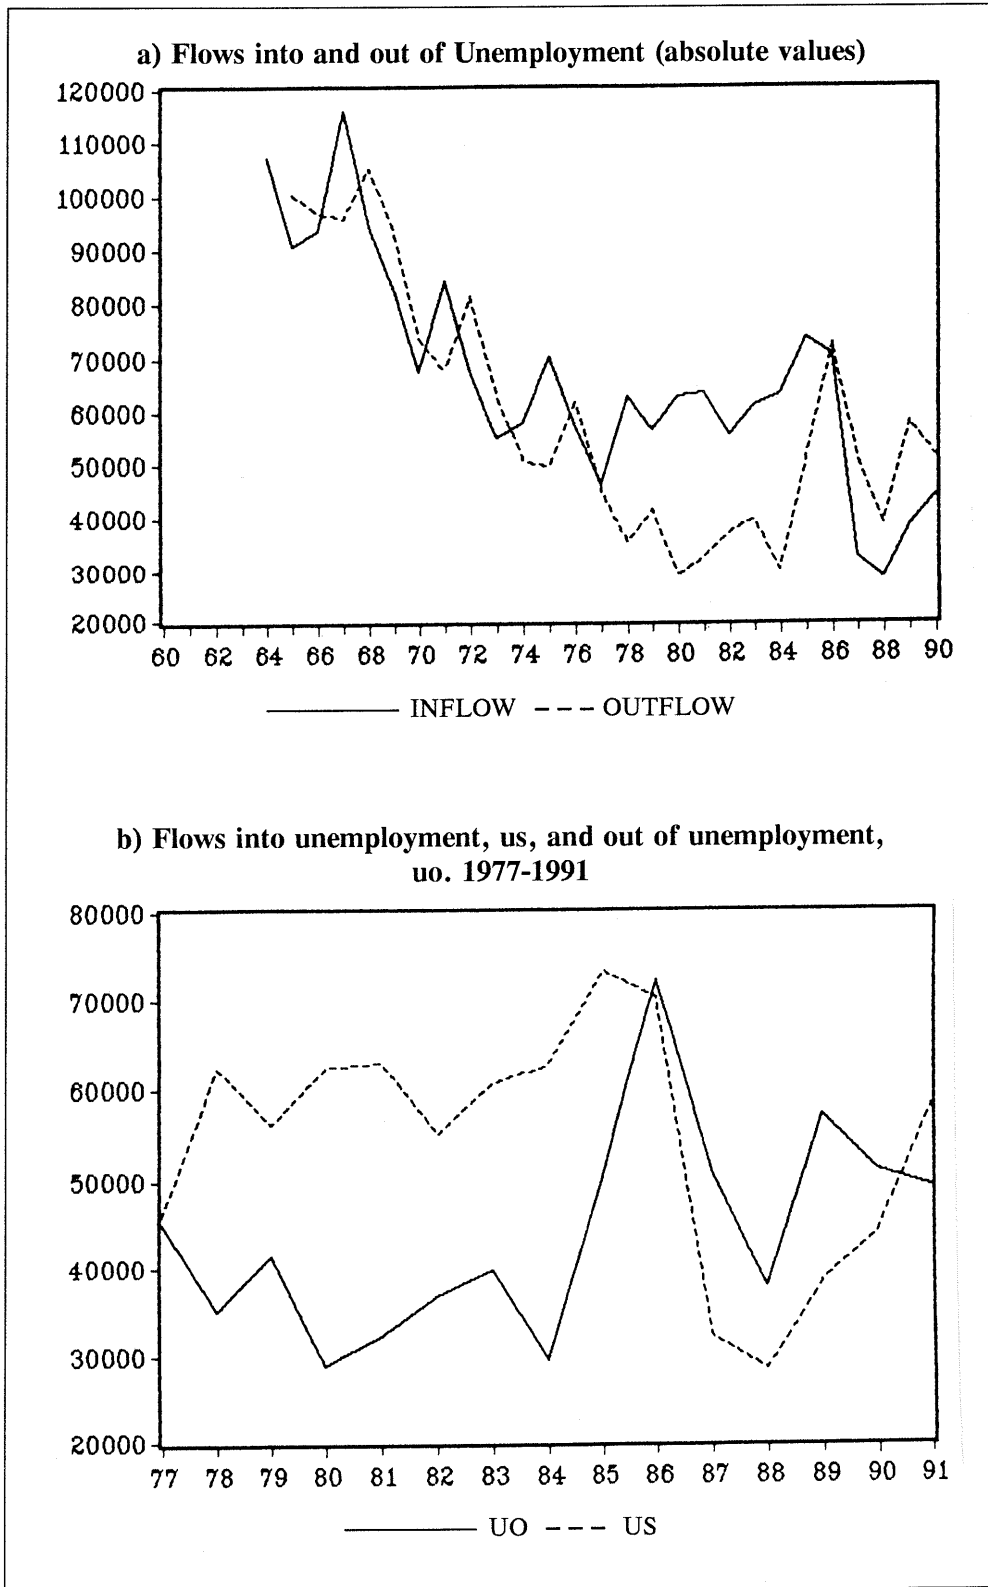 a) Flows into and out of Unemployment (absolute values)
120000
110000
100000
90000
80000
70000
60000
50000
40000
30000
20000
60 62 64 66 68 70 72 74 76 78 80 82 84 86 88 90
INFLOW OUTFLOW
b) Flows into unemployment, us, and out of unemployment,
uo. 1977-1991
80000
70000
60000
50000
40000
30000
20000
77 78 79 80 81 82 83 84 85 86 87 88 89 90 91
UO US